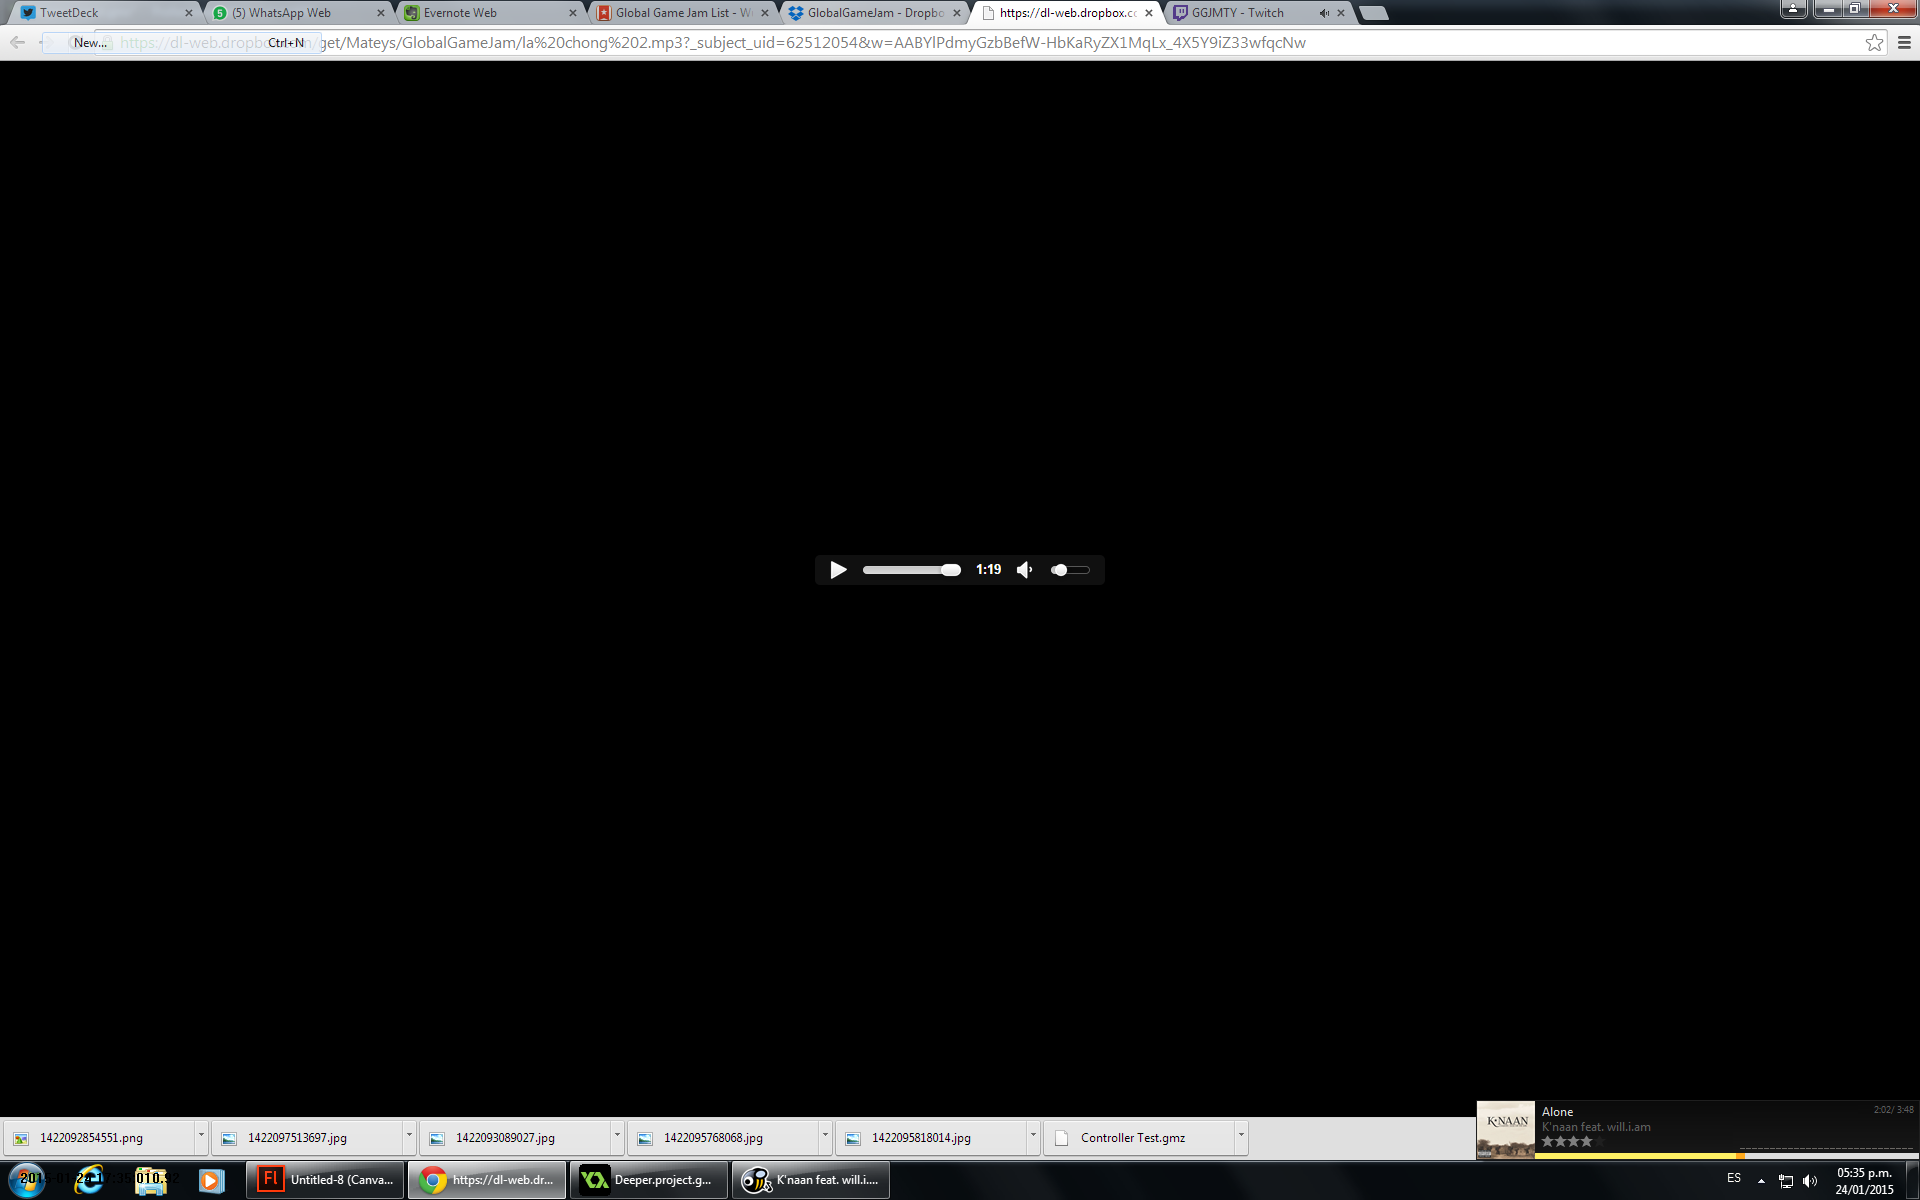 TweetDeck
(5) WhatsApp Web
Evernote Web
Global Game Jam List - W
GlobalGameJam - Dropbo
https://dl-web.dropbox.co
GGJMTY - Twitch
New... Ctrl+N
https://dl-web.dropbox.com/get/Mateys/GlobalGameJam/la%20chong%202.mp3?_subject_uid=62512054&w=AABYlPdmyGzbBefW-HbKaRyZX1MqLx_4X5Y9iZ33wfqcNw
1:19
Alone
2:02/ 3:48
K'naan feat. will.i.am
K'NAAN
1422092854551.png
1422097513697.jpg
1422093089027.jpg
1422095768068.jpg
1422095818014.jpg
Controller Test.gmz
Fl
Untitled-8 (Canva...
https://dl-web.dr...
Deeper.project.g...
K'naan feat. will.i....
ES
05:35 p.m.
24/01/2015